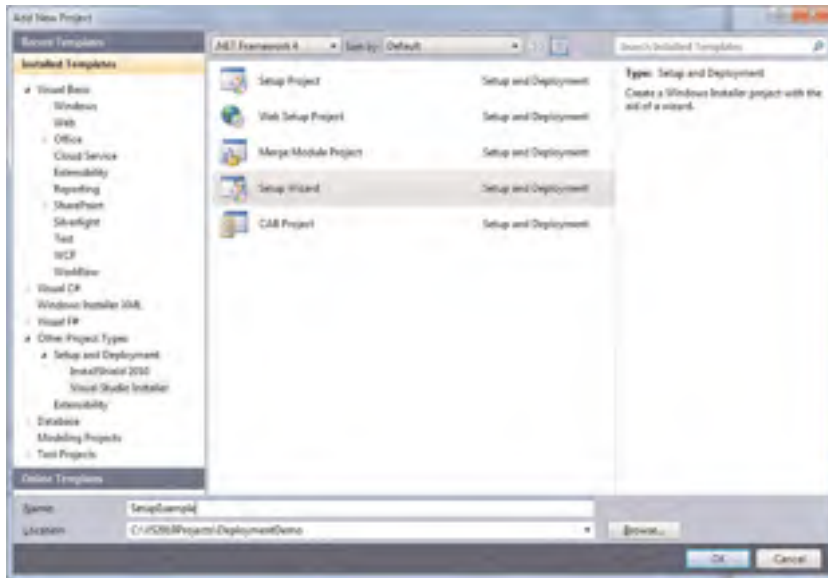 Add New Project
Recent Templates
.NET Framework 4
Sort by: Default
Search Installed Templates
Installed Templates
Visual Basic
Windows
Web
Office
Cloud Service
Extensibility
Reporting
SharePoint
Silverlight
Test
WCF
Workflow
Visual C#
Windows Installer XML
Visual F#
Other Project Types
Setup and Deployment
InstallShield 2010
Visual Studio Installer
Extensibility
Database
Modeling Projects
Test Projects
Online Templates
Setup Project Setup and Deployment
Web Setup Project Setup and Deployment
Merge Module Project Setup and Deployment
Setup Wizard Setup and Deployment
CAB Project Setup and Deployment
Type: Setup and Deployment
Create a Windows Installer project with the
aid of a wizard.
Name: SetupExample
Location: DeploymentDemo
Browse...
OK
Cancel